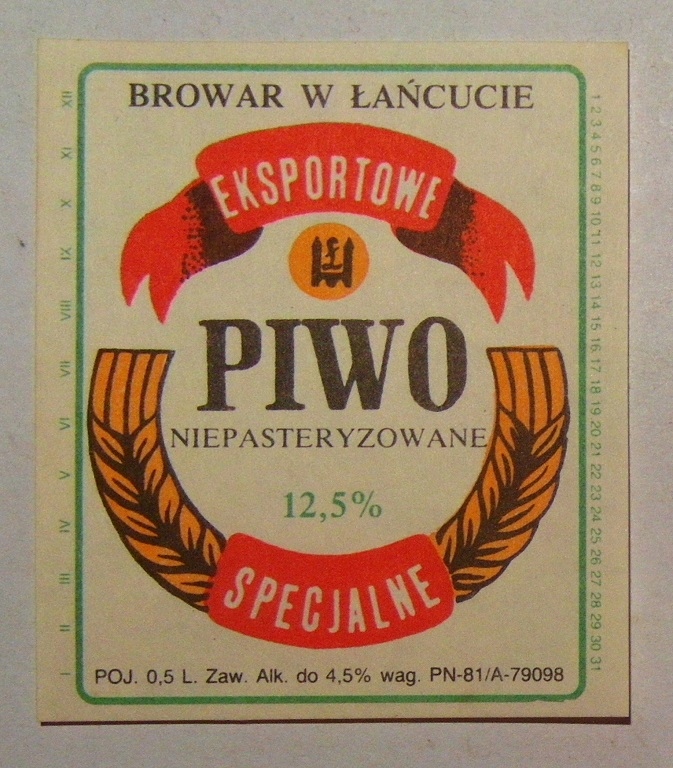 BROWAR W ŁAŃCUCIE
EKSPORTOWE
Ł
PIWO
NIEPASTERYZOWANE
12,5%
SPECJALNE
POJ. 0,5 L. Zaw. Alk. do 4,5% wag. PN-81/A-79098
I II III IV V VI VII VIII IX X XI XII
1 2 3 4 5 6 7 8 9 10 11 12 13 14 15 16 17 18 19 20 21 22 23 24 25 26 27 28 29 30 31